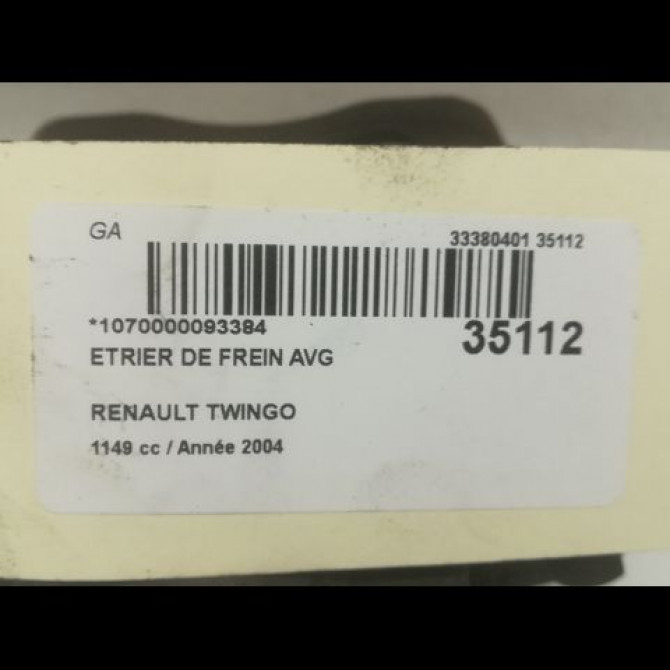 GA
33380401 35112
*1070000093384
35112
ETRIER DE FREIN AVG
RENAULT TWINGO
1149 cc / Année 2004